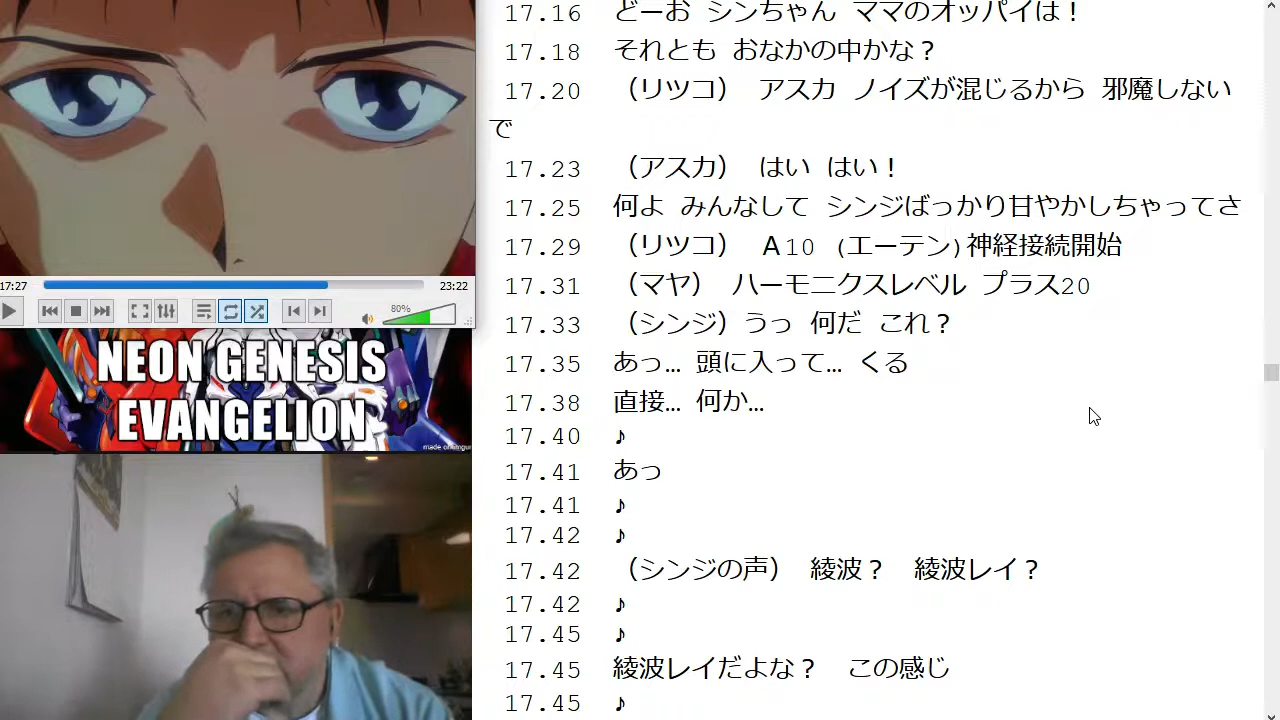 17.16 どーお シンちゃん ママのオッパイは！
17.18 それとも おなかの中かな？
17.20 （リツコ） アスカ ノイズが混じるから 邪魔しない
で
17.23 （アスカ） はい はい！
17.25 何よ みんなして シンジばっかり甘やかしちゃってさ
17.29 （リツコ） Ａ10 (エーテン)神経接続開始
17.31 （マヤ） ハーモニクスレベル プラス20
17.33 （シンジ）うっ 何だ これ？
17.35 あっ… 頭に入って… くる
17.38 直接… 何か…
17.40 ♪
17.41 あっ
17.41 ♪
17.42 ♪
17.42 （シンジの声） 綾波？ 綾波レイ？
17.42 ♪
17.45 ♪
17.45 綾波レイだよな？ この感じ
17.45 ♪
17:27
23:22
80%
NEON GENESIS
EVANGELION